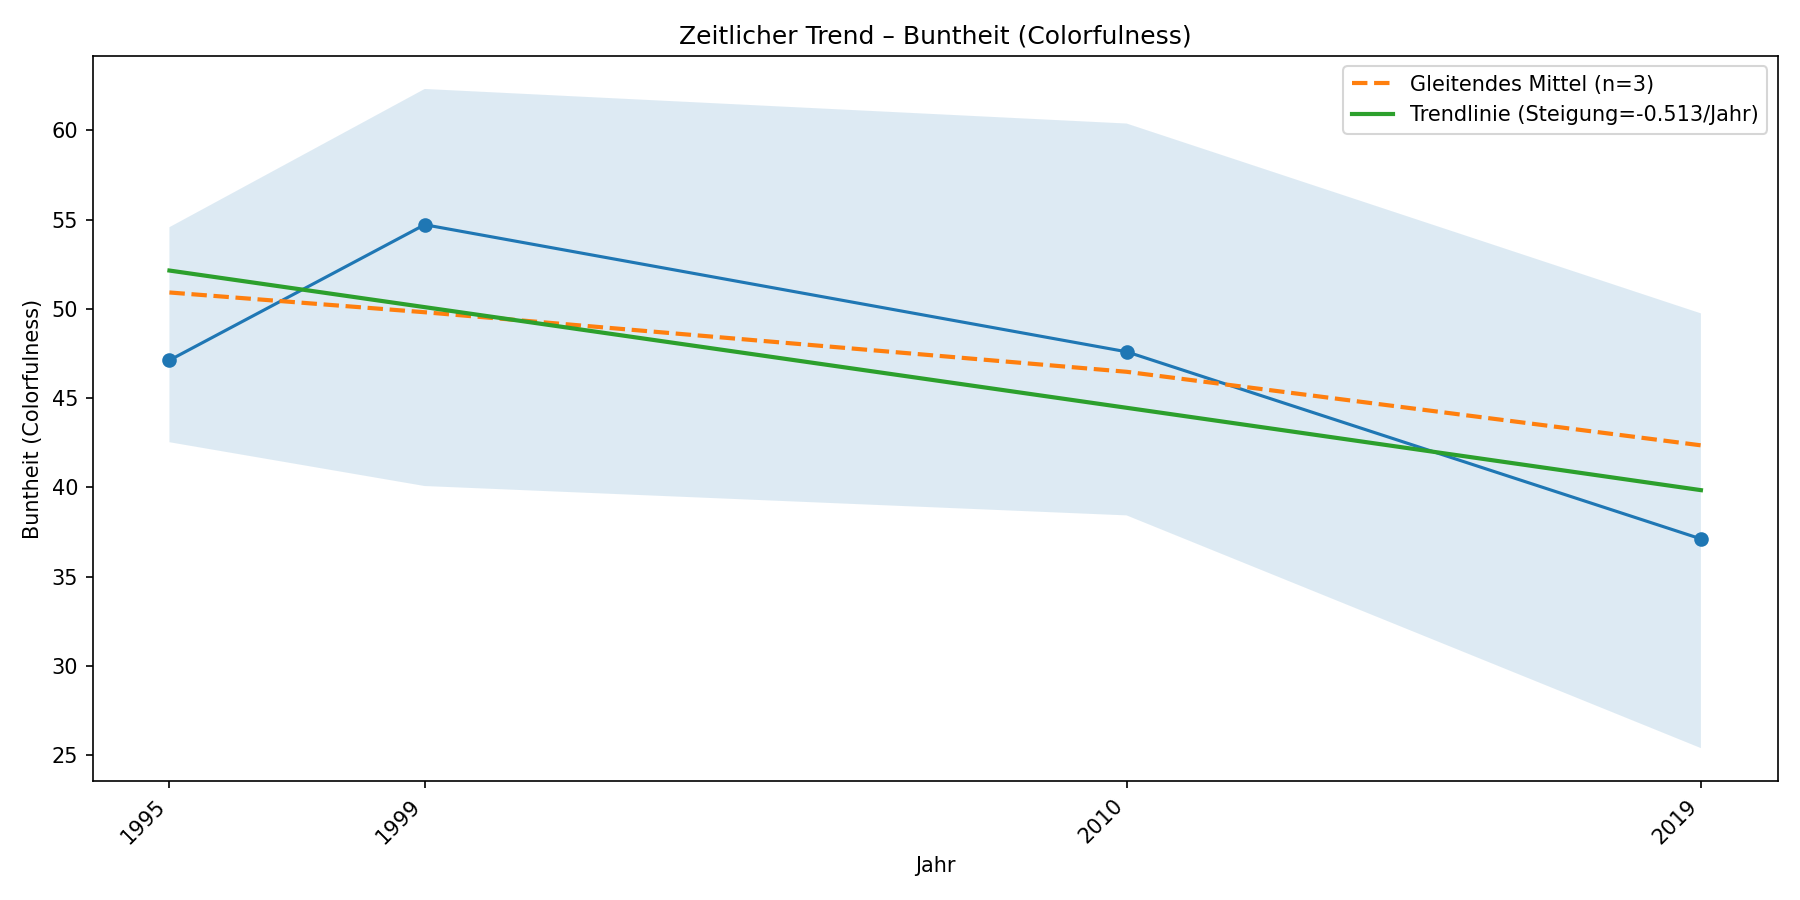 Zeitlicher Trend – Buntheit (Colorfulness)
Gleitendes Mittel (n=3)
Trendlinie (Steigung=-0.513/Jahr)
Buntheit (Colorfulness)
60
55
50
45
40
35
30
25
1995
1999
2010
2019
Jahr